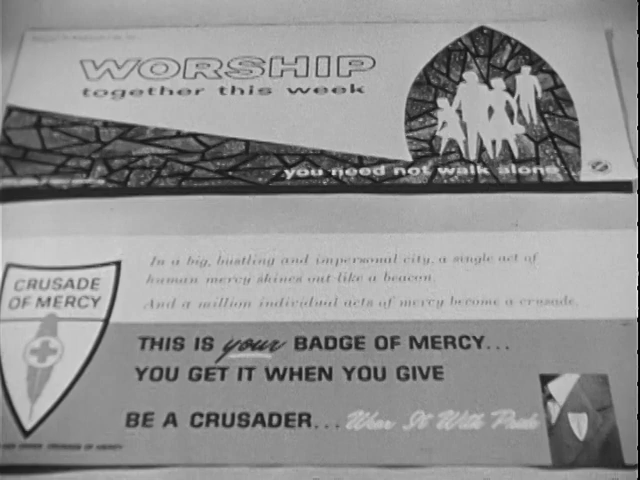 WORSHIP
together this week
you need not walk alone
CRUSADE
OF MERCY
In a big, bustling and impersonal city, a single act of
human mercy shines out like a beacon.
And a million individual acts of mercy become a crusade.
THIS IS your BADGE OF MERCY...
YOU GET IT WHEN YOU GIVE
BE A CRUSADER... Wear It With Pride